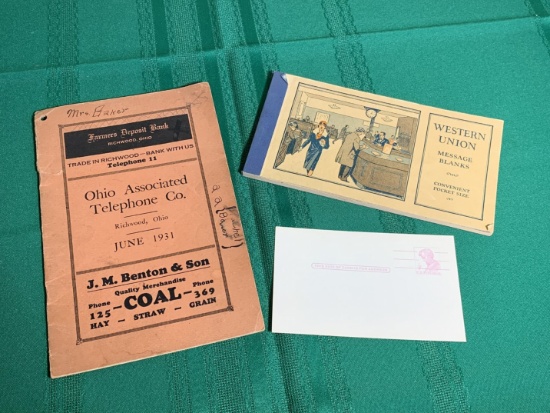 Mrs. Baker
Farmers Deposit Bank
RICHWOOD, OHIO
TRADE IN RICHWOOD—BANK WITH US
Telephone 11
Ohio Associated
Telephone Co.
Richwood, Ohio
JUNE 1931
J. M. Benton & Son
Quality Merchandise
Phone
125
—COAL—
Phone
369
HAY — STRAW — GRAIN
WESTERN
UNION
MESSAGE
BLANKS
CONVENIENT
POCKET SIZE